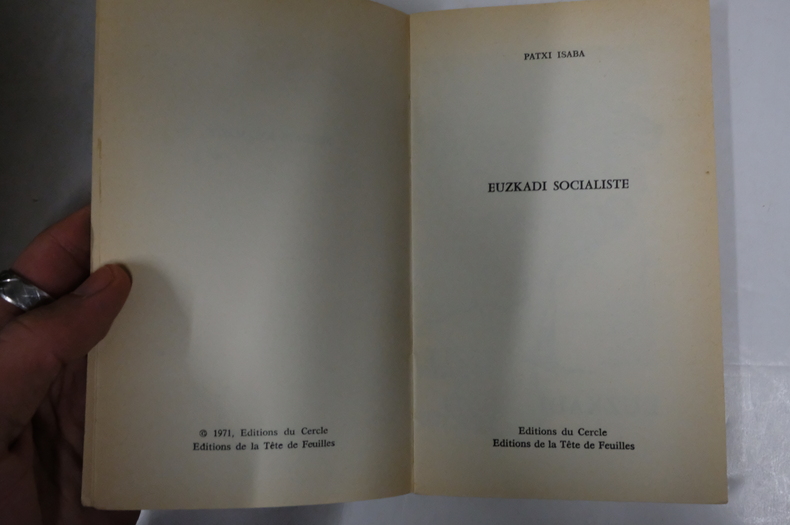 © 1971, Editions du Cercle
Editions de la Tête de Feuilles
PATXI ISABA
EUZKADI SOCIALISTE
Editions du Cercle
Editions de la Tête de Feuilles